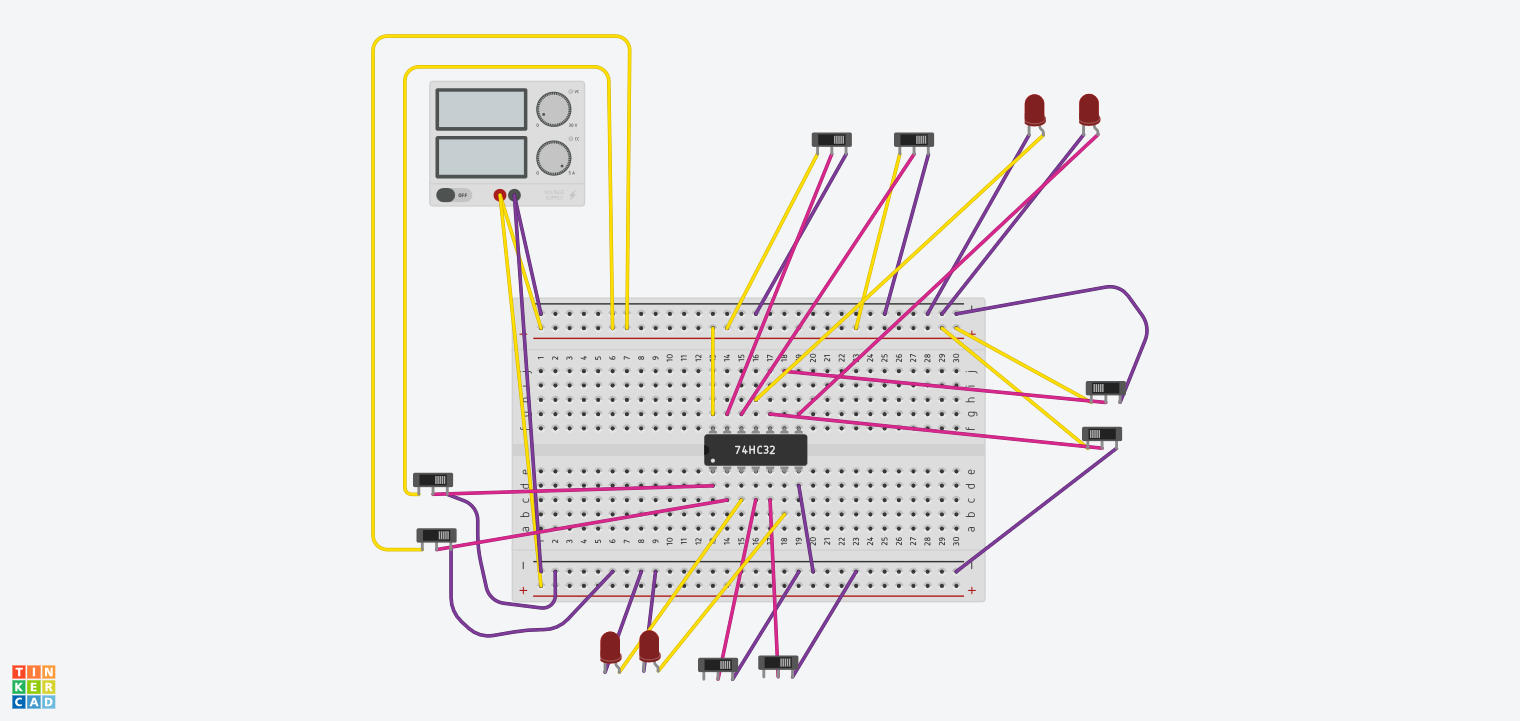 OFF
VOLTAGE
SUPPLY
- -
+ +
1 2 3 4 5 6 7 8 9 10 11 12 13 14 15 16 17 18 19 20 21 22 23 24 25 26 27 28 29 30
j j
i
h h
g g
f f
74HC32
e e
d d
c c
b b
a a
1 2 3 4 5 6 7 8 9 10 11 12 13 14 15 16 17 18 19 20 21 22 23 24 25 26 27 28 29 30
- -
+ +
TIN
KER
CAD